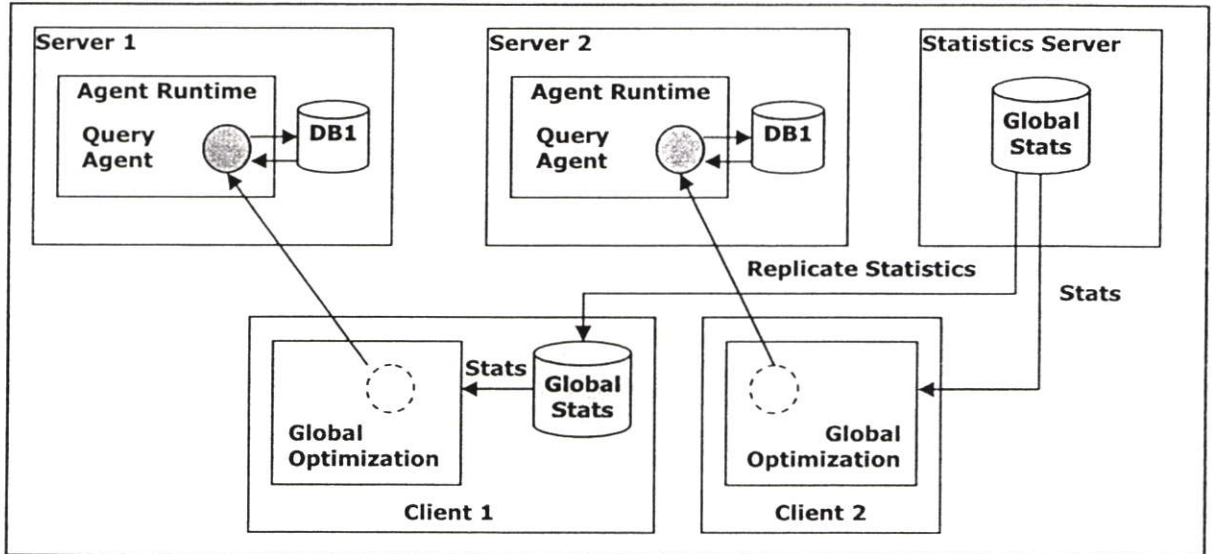 Server 1
Agent Runtime
Query
Agent
DB1
Server 2
Agent Runtime
Query
Agent
DB1
Statistics Server
Global
Stats
Replicate Statistics
Stats
Stats
Global
Stats
Global
Optimization
Client 1
Global
Optimization
Client 2